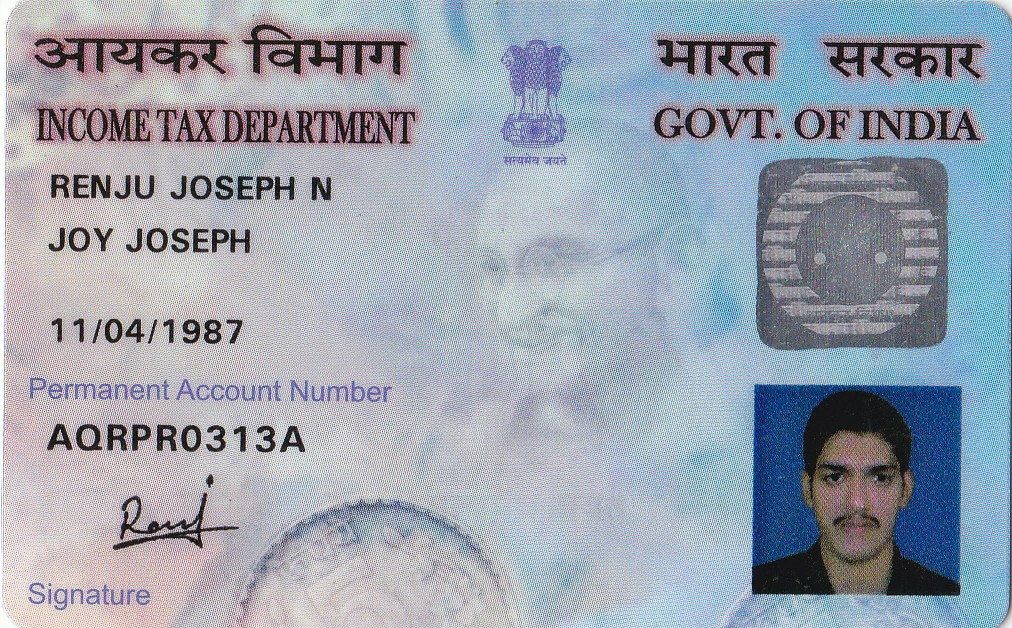 आयकर विभाग
भारत सरकार
INCOME TAX DEPARTMENT
GOVT. OF INDIA
सत्यमेव जयते
RENJU JOSEPH N
JOY JOSEPH
11/04/1987
Permanent Account Number
AQRPR0313A
Renj
Signature